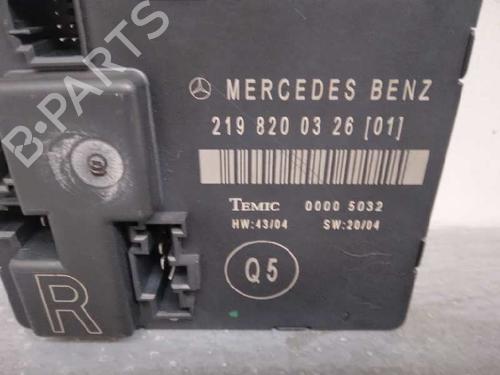 B-PARTS
MERCEDES BENZ
219 820 03 26 [01]
TEMIC 0000 5032
HW:43/04 SW:20/04
Q5
R